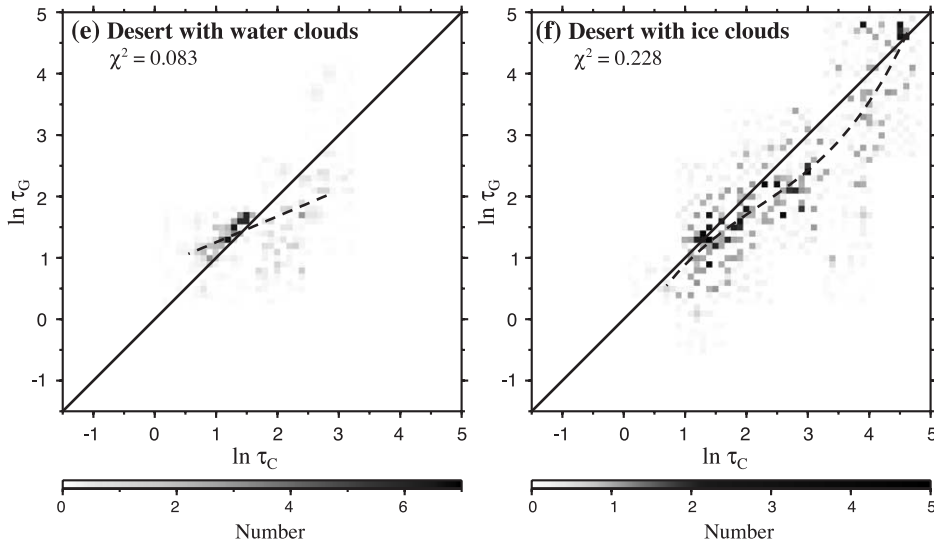 (e) Desert with water clouds
χ² = 0.083
5
4
3
2
1
0
-1
ln τG
-1 0 1 2 3 4 5
ln τC
0 2 4 6
Number
(f) Desert with ice clouds
χ² = 0.228
5
4
3
2
1
0
-1
ln τG
-1 0 1 2 3 4 5
ln τC
0 1 2 3 4 5
Number